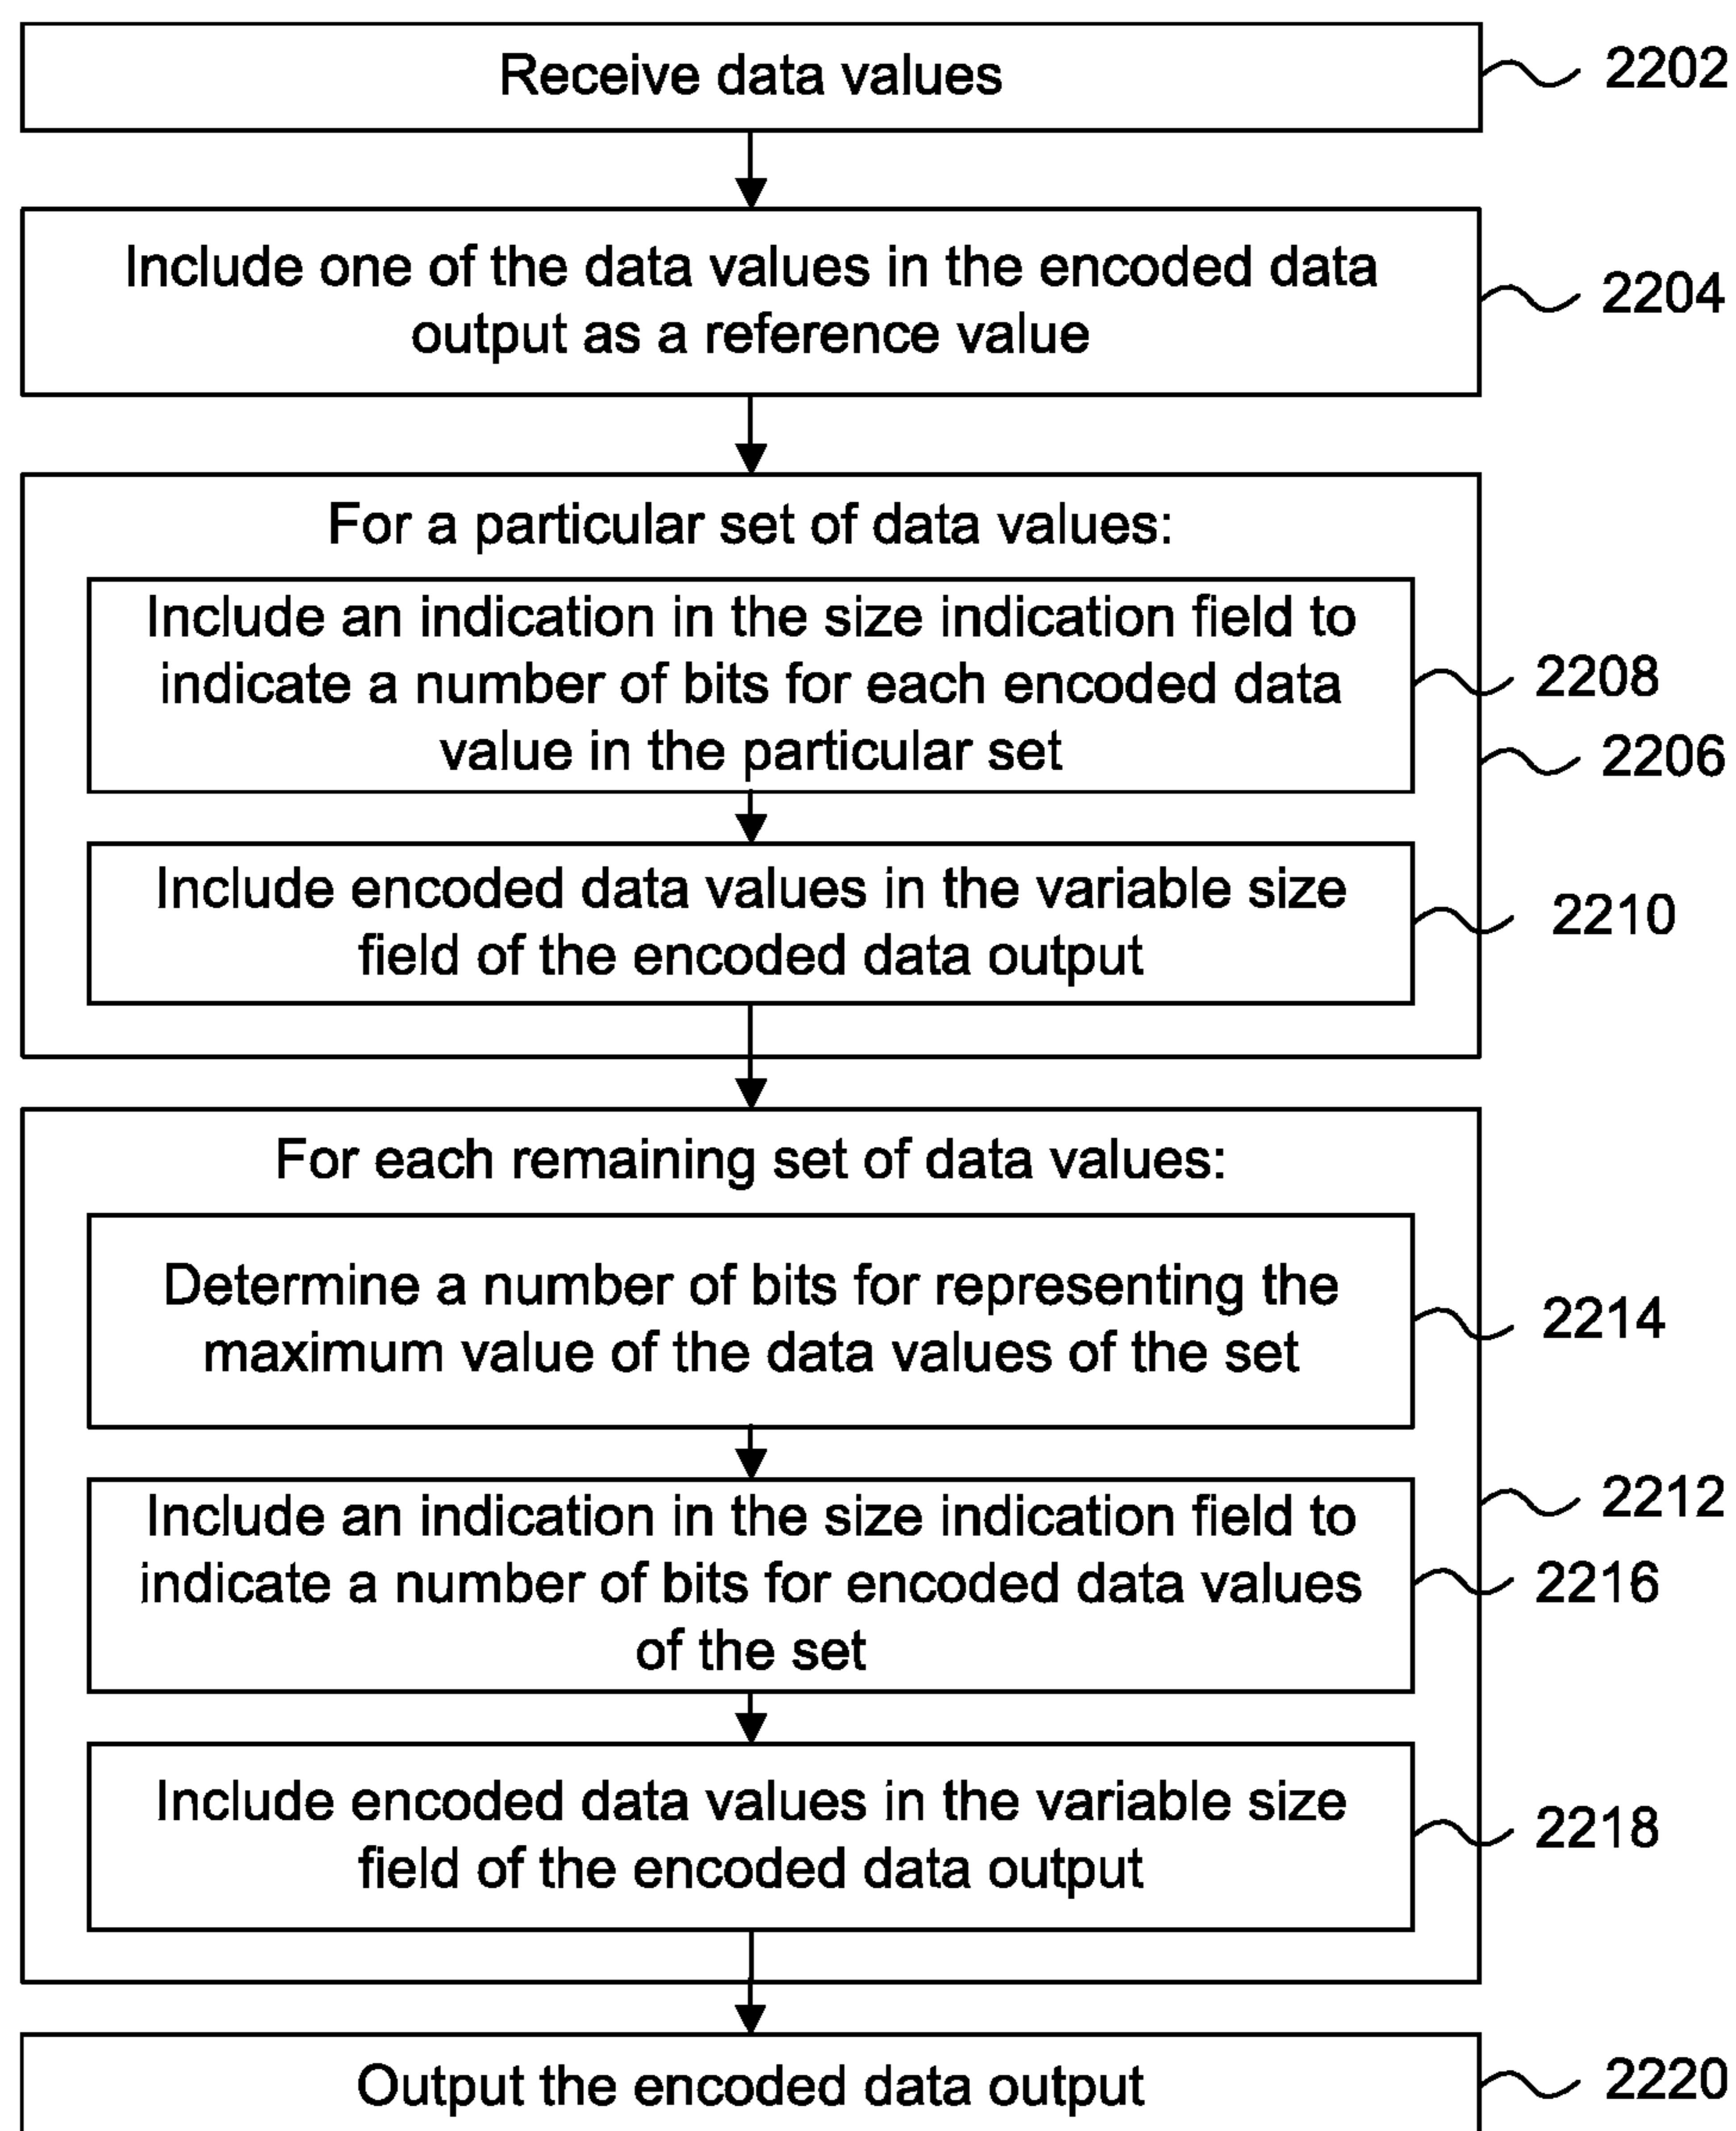 Receive data values
2202
Include one of the data values in the encoded data
output as a reference value
2204
For a particular set of data values:
Include an indication in the size indication field to
indicate a number of bits for each encoded data
value in the particular set
2208
2206
Include encoded data values in the variable size
field of the encoded data output
2210
For each remaining set of data values:
Determine a number of bits for representing the
maximum value of the data values of the set
2214
2212
Include an indication in the size indication field to
indicate a number of bits for encoded data values
of the set
2216
Include encoded data values in the variable size
field of the encoded data output
2218
Output the encoded data output
2220